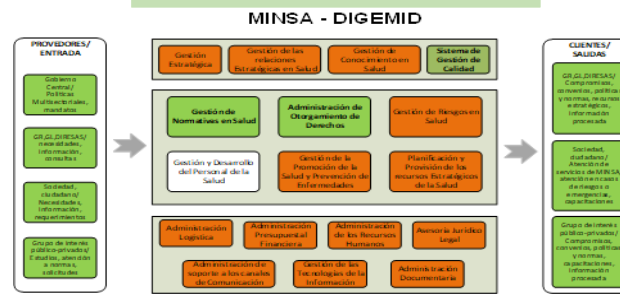 MINSA - DIGEMID
PROVEDORES/
ENTRADA
Gobierno
Central/
Políticas
Multisectoriales,
mandatos
GR,GL,DIRESAS/
necesidades,
información,
consultas
Sociedad,
ciudadano/
Necesidades,
información,
requerimientos
Grupo de interés
público-privados/
Estudios, atención
a normas,
solicitudes
Gestión
Estratégica
Gestión de las
relaciones
Estratégicas en Salud
Gestión de
Conocimiento en
Salud
Sistema de
Gestión de
Calidad
Gestión de
Normativas en Salud
Administración de
Otorgamiento de
Derechos
Gestión de Riesgos en
Salud
Gestión y Desarrollo
del Personal de la
Salud
Gestión de la
Promoción de la
Salud y Prevención de
Enfermedades
Planificación y
Provisión de los
recursos Estratégicos
de la Salud
Administración
Logística
Administración
Presupuestal
Financiera
Administración
de los Recursos
Humanos
Asesoría Jurídico
Legal
Administración de
soporte a los canales
de Comunicación
Gestión de las
Tecnologías de la
Información
Administración
Documentaria
CLIENTES/
SALIDAS
GR,GL,DIRESAS/
Compromisos,
convenios, políticas
y normas, recursos
estratégicos,
información
procesada
Sociedad,
ciudadano/
Atención de
servicios de MINSA,
atención en casos
de riesgos o
emergencias,
capacitaciones
Grupo de interés
público-privados/
Compromisos,
convenios, políticas
y normas,
capacitaciones,
información
procesada